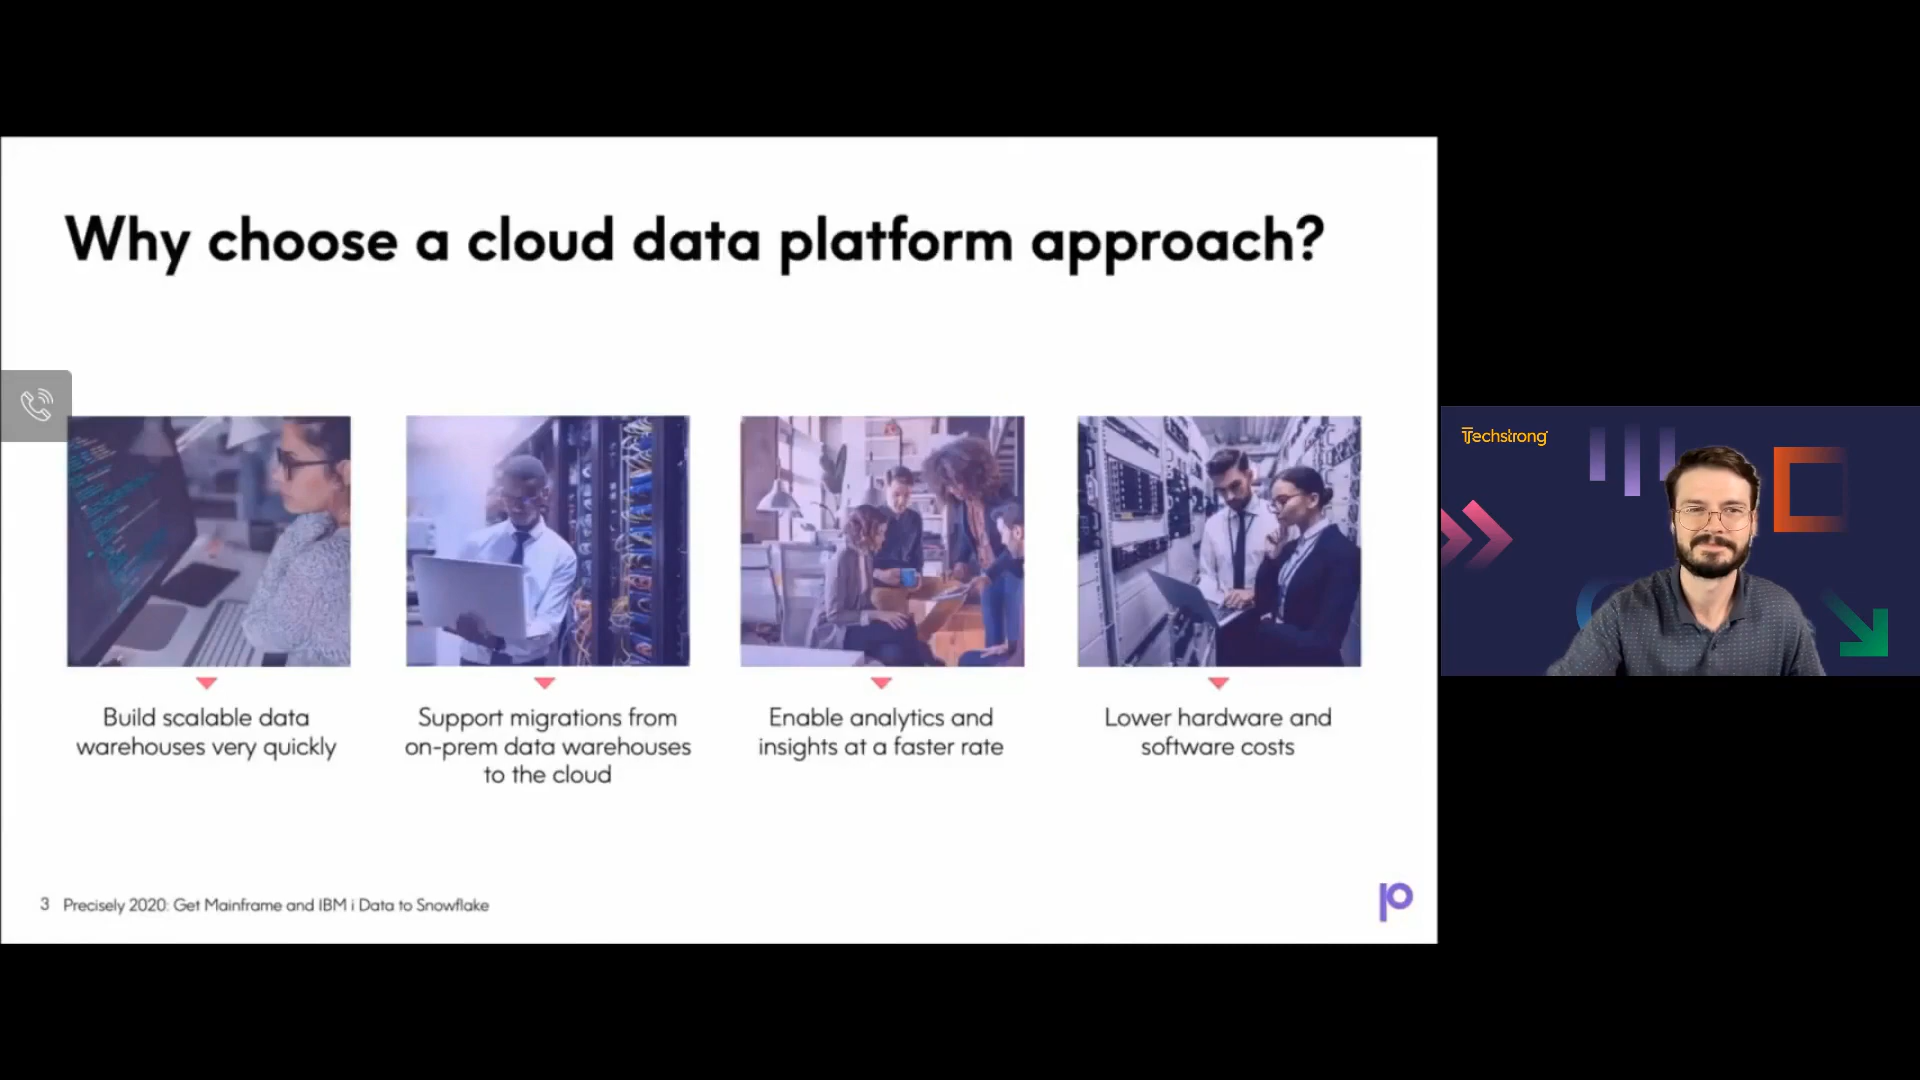 Why choose a cloud data platform approach?
Techstrong
Build scalable data
warehouses very quickly
Support migrations from
on-prem data warehouses
to the cloud
Enable analytics and
insights at a faster rate
Lower hardware and
software costs
3 Precisely 2020: Get Mainframe and IBM i Data to Snowflake